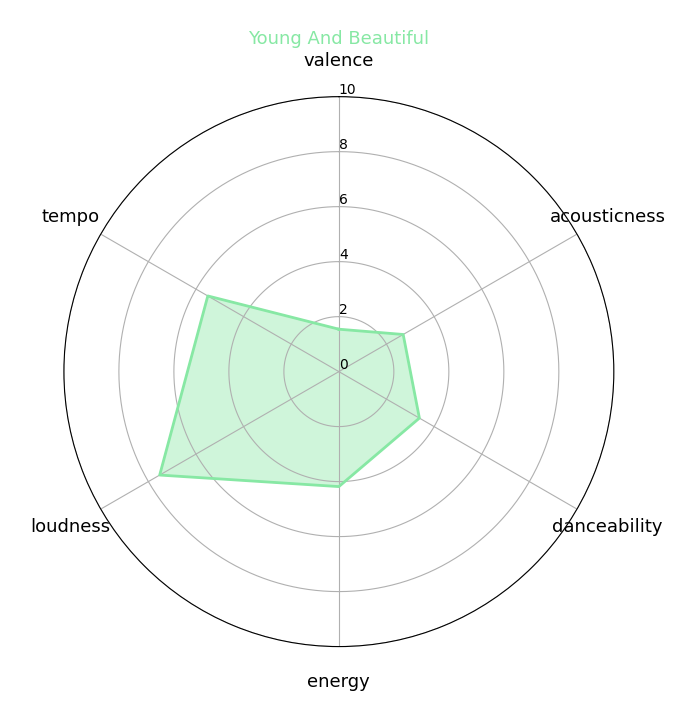 Young And Beautiful
valence
10
8
tempo
acousticness
6
4
2
0
loudness
danceability
energy